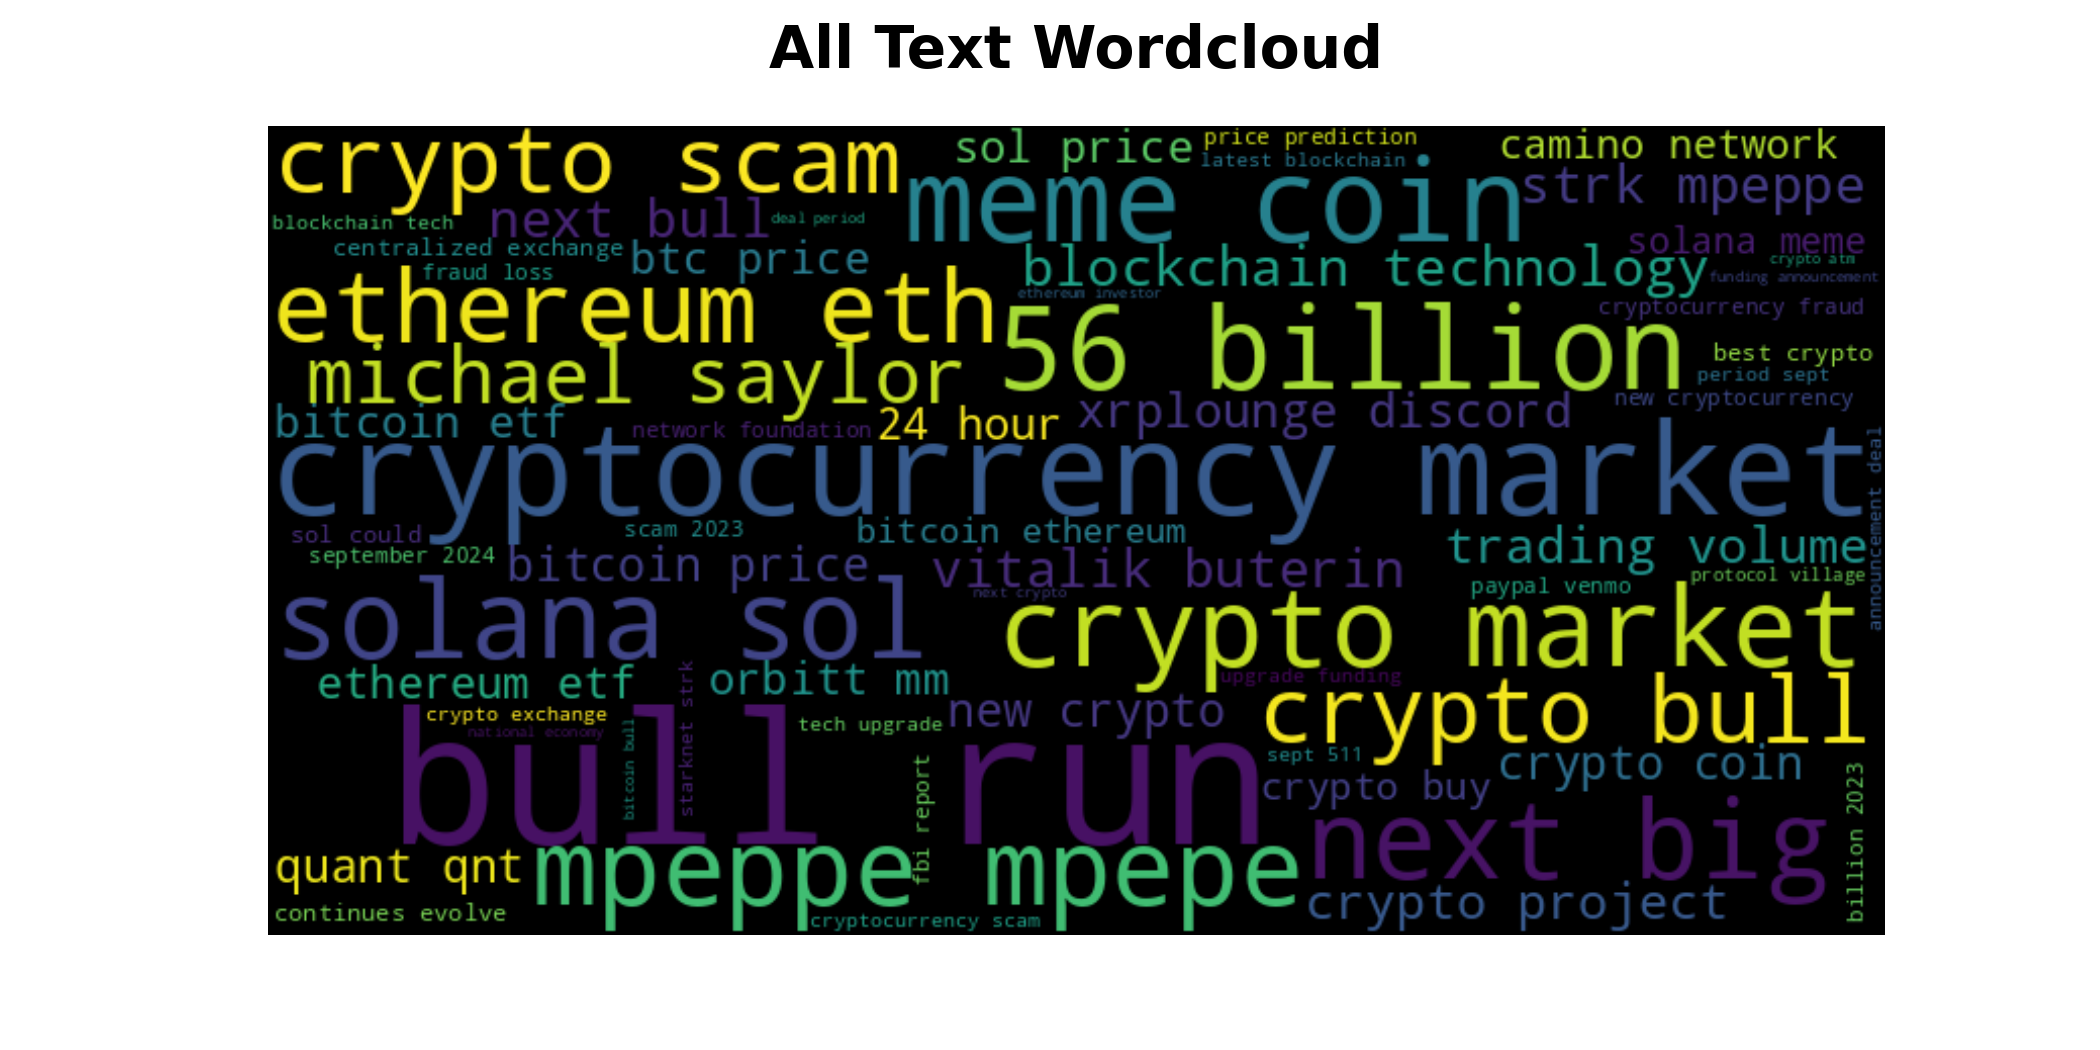 All Text Wordcloud
crypto scam
sol price
price prediction
camino network
latest blockchain
meme coin
strk mpeppe
blockchain tech
next bull
deal period
centralized exchange
btc price
solana meme
fraud loss
blockchain technology
crypto atm
funding announcement
ethereum eth
ethereum investor
56 billion
cryptocurrency fraud
michael saylor
best crypto
period sept
bitcoin etf
network foundation
24 hour
xrplounge discord
new cryptocurrency
cryptocurrency market
announcement deal
sol could
scam 2023
bitcoin ethereum
september 2024
bitcoin price
vitalik buterin
trading volume
protocol village
paypal venmo
next crypto
solana sol
crypto market
ethereum etf
starknet strk
orbitt mm
upgrade funding
crypto exchange
national economy
bitcoin bull
tech upgrade
new crypto
crypto bull
bull run
sept 511
crypto coin
fbi report
crypto buy
billion 2023
next big
quant qnt
mpeppe mpepe
crypto project
continues evolve
cryptocurrency scam